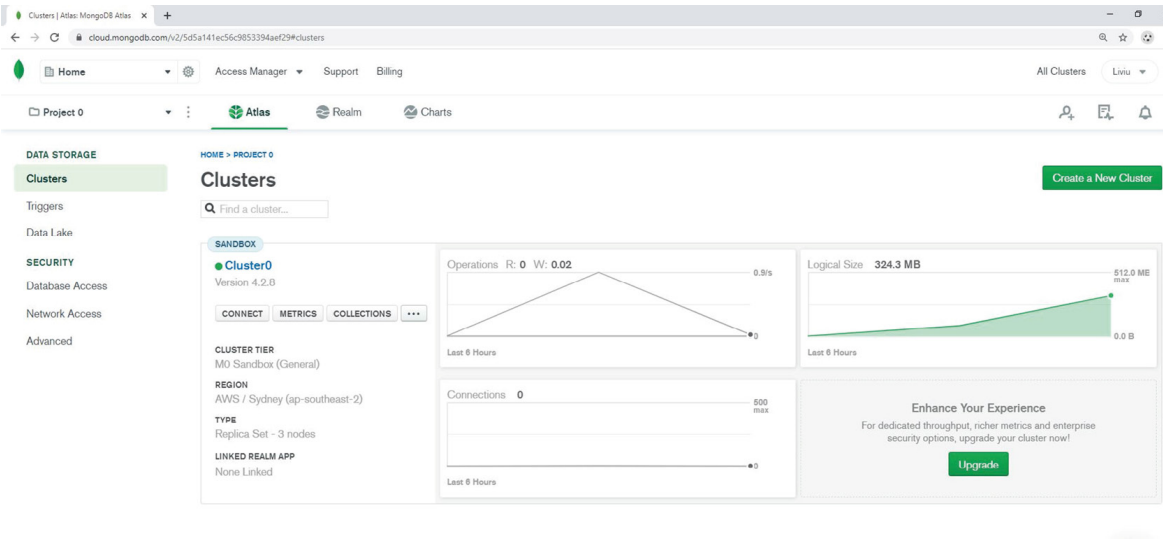 Clusters | Atlas: MongoDB Atlas
cloud.mongodb.com/v2/5d5a141ec56c9853394aef29#clusters
Home Access Manager Support Billing All Clusters Liviu
Project 0 Atlas Realm Charts
DATA STORAGE
Clusters
Triggers
Data Lake
SECURITY
Database Access
Network Access
Advanced
HOME > PROJECT 0
Clusters
Create a New Cluster
Find a cluster...
SANDBOX
Cluster0
Version 4.2.8
CONNECT METRICS COLLECTIONS ...
CLUSTER TIER
M0 Sandbox (General)
REGION
AWS / Sydney (ap-southeast-2)
TYPE
Replica Set - 3 nodes
LINKED REALM APP
None Linked
Operations R: 0 W: 0.02
0.9/s
0
Last 6 Hours
Logical Size 324.3 MB
512.0 ME
max
0.0 B
Last 6 Hours
Connections 0
500
max
0
Last 6 Hours
Enhance Your Experience
For dedicated throughput, richer metrics and enterprise
security options, upgrade your cluster now!
Upgrade